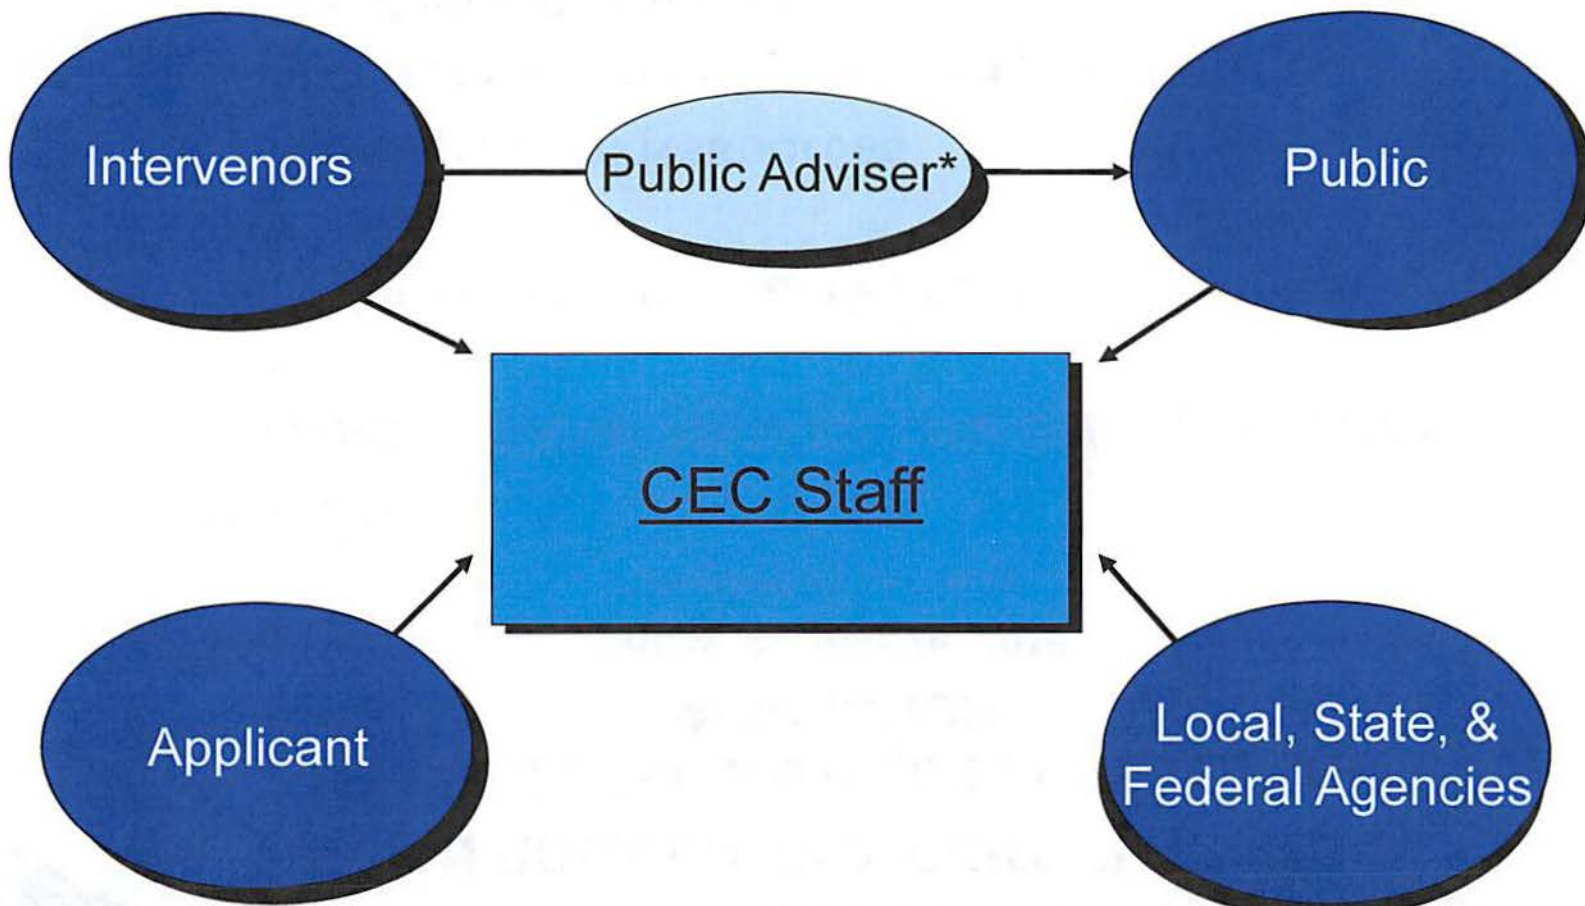 Intervenors
Public Adviser*
Public
CEC Staff
Applicant
Local, State, &
Federal Agencies